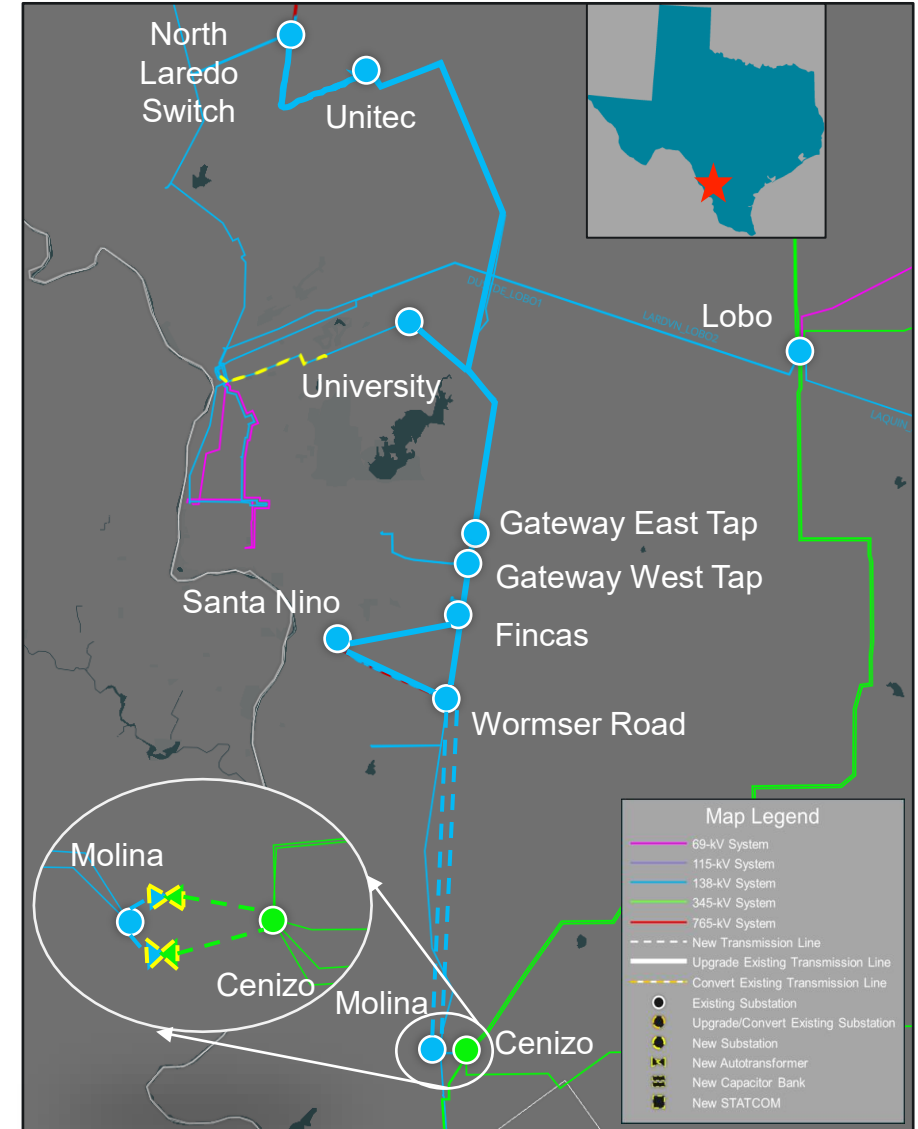 North
Laredo
Switch
Unitec
LARDVN_LOBO2
Lobo
University
Gateway East Tap
Gateway West Tap
Santa Nino
Fincas
Wormser Road
Molina
Cenizo
Molina
Cenizo
Map Legend
69-kV System
115-kV System
138-kV System
345-kV System
765-kV System
New Transmission Line
Upgrade Existing Transmission Line
Convert Existing Transmission Line
Existing Substation
Upgrade/Convert Existing Substation
New Substation
New Autotransformer
New Capacitor Bank
New STATCOM